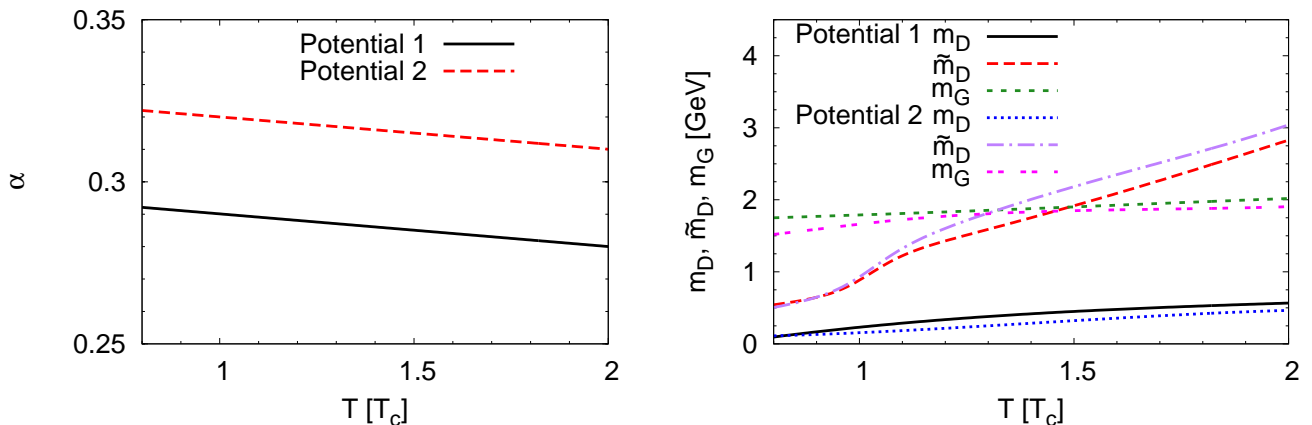 0.35
0.3
0.25
α
Potential 1
Potential 2
1
1.5
2
T [T_c]
4
3
2
1
0
m_D, m̃_D, m_G [GeV]
Potential 1 m_D
m̃_D
m_G
Potential 2 m_D
m̃_D
m_G
1
1.5
2
T [T_c]